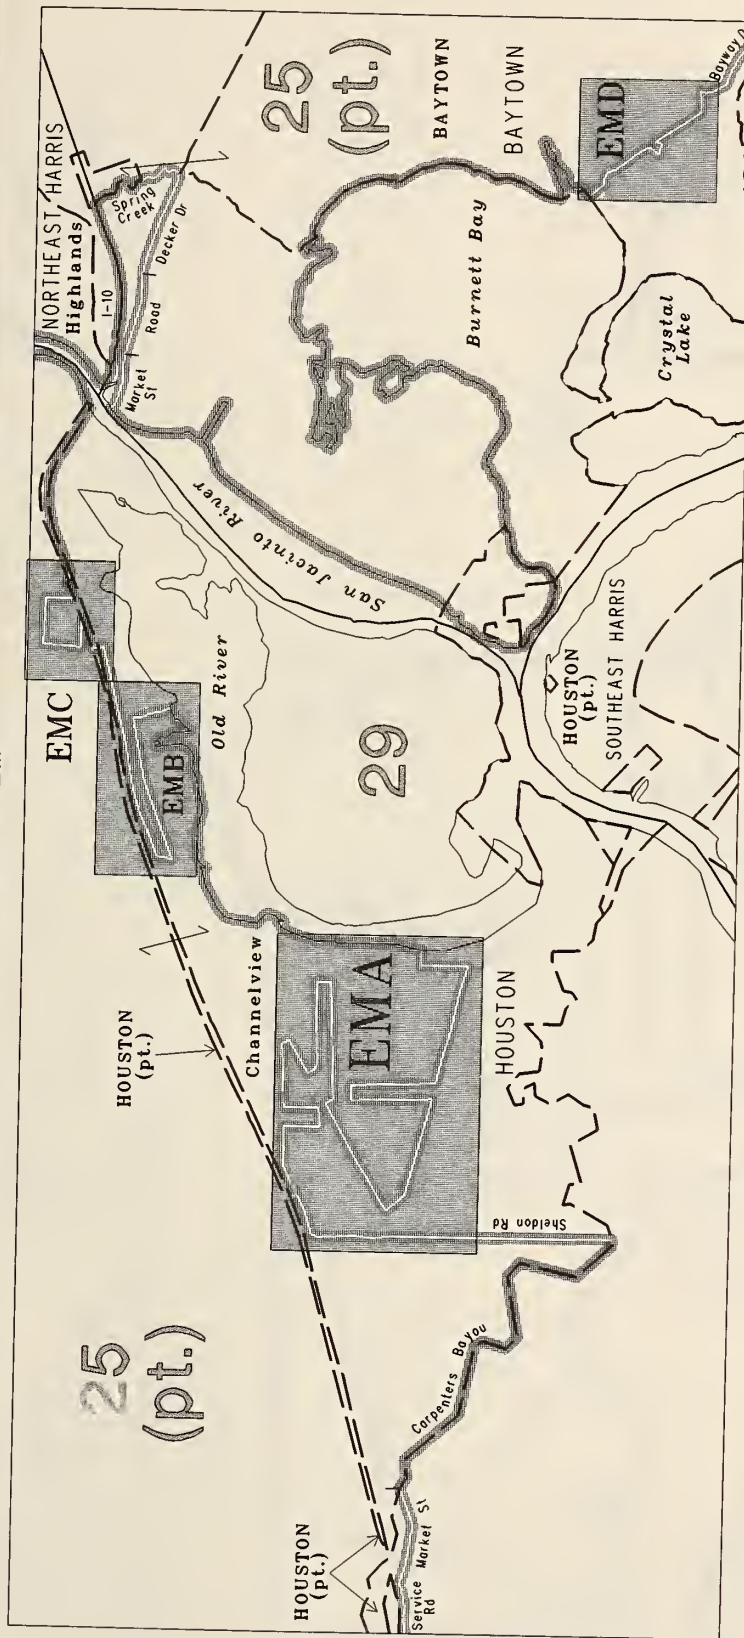 NORTHEAST HARRIS
Highlands
I-10
Spring
Creek
Market
St
Road
Decker Dr
25
(pt.)
BAYTOWN
BAYTOWN
EMD
Bayway D
Burnett Bay
Crystal
Lake
San Jacinto River
EMC
EMB
Old River
29
HOUSTON
(pt.)
SOUTHEAST HARRIS
HOUSTON
(pt.)
Channelview
EMA
HOUSTON
Sheldon Rd
25
(pt.)
Carpenters Bayou
HOUSTON
(pt.)
Service
Rd
Market St